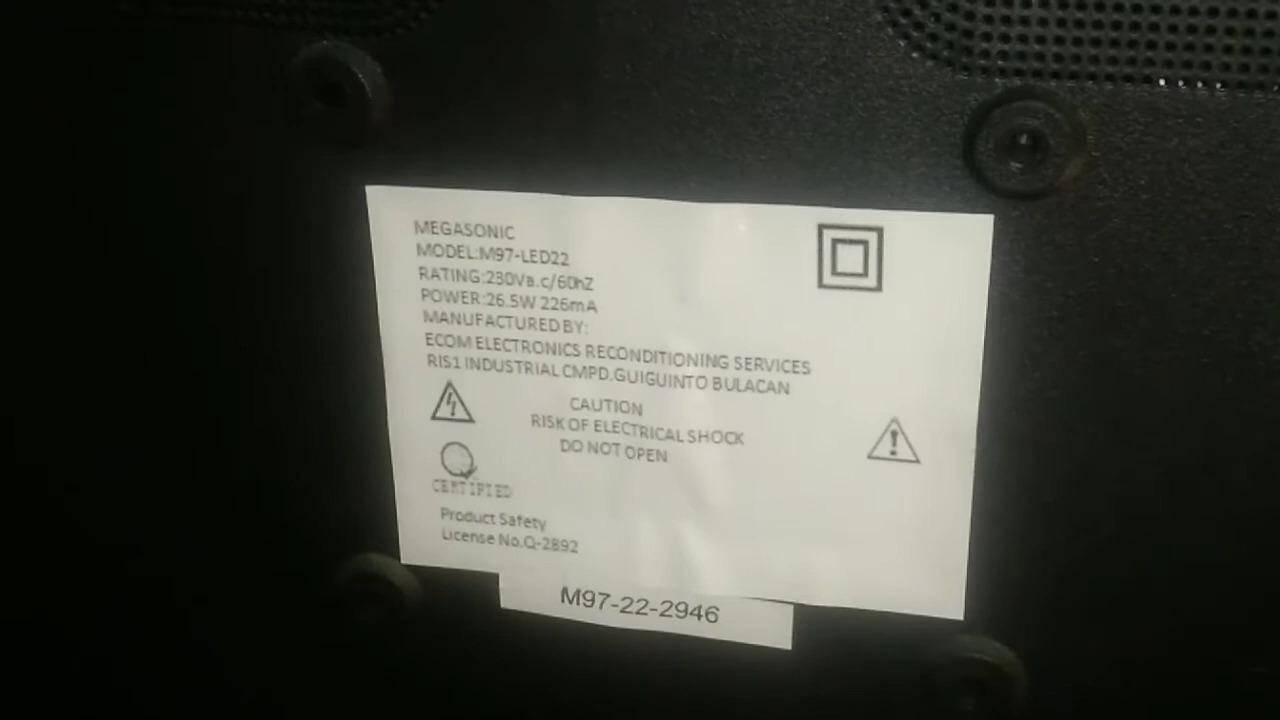 MEGASONIC
MODEL:M97-LED22
RATING:230Va.c/60hZ
POWER:26.5W 226mA
MANUFACTURED BY:
ECOM ELECTRONICS RECONDITIONING SERVICES
RIS1 INDUSTRIAL CMPD.GUIGUINTO BULACAN
CAUTION
RISK OF ELECTRICAL SHOCK
DO NOT OPEN
CERTIFIED
Product Safety
License No.Q-2892
M97-22-2946